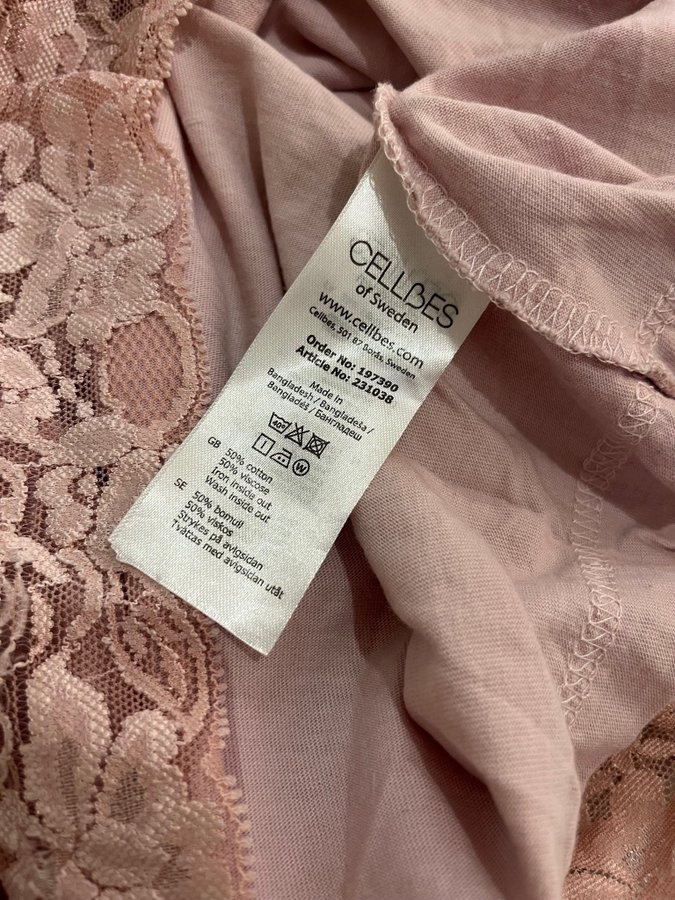 CELLBES
of Sweden
www.cellbes.com
Cellbes, 501 87 Borås, Sweden
Order No: 197390
Article No: 231038
Made in
Bangladesh / Bangladeša /
Bangladēš / Бангладеш
40°
W
GB 50% cotton
50% viscose
Iron inside out
Wash inside out
SE 50% bomull
50% viskos
Strykes på avigsidan
Tvättas med avigsidan utåt